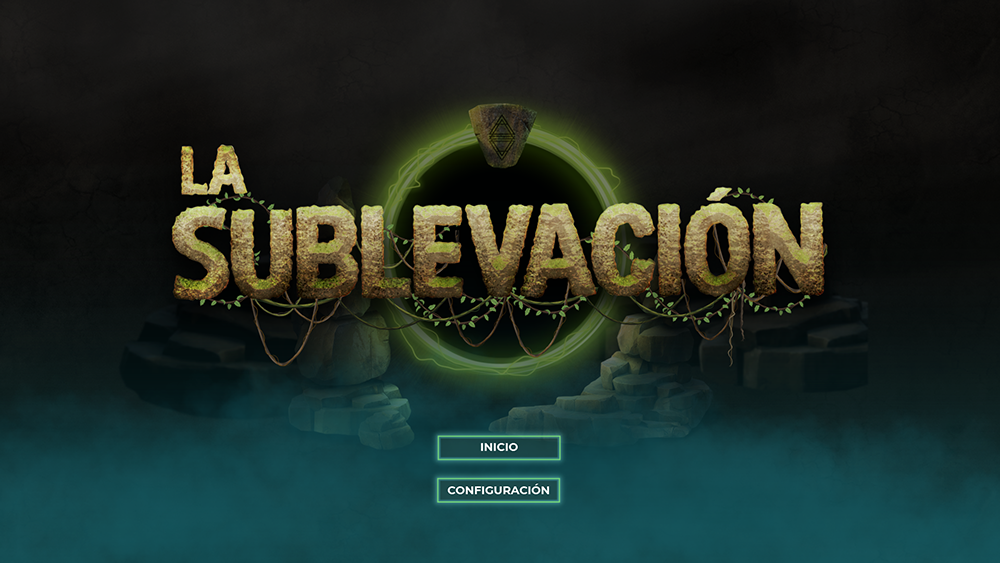 LA
SUBLEVACIÓN
INICIO
CONFIGURACIÓN